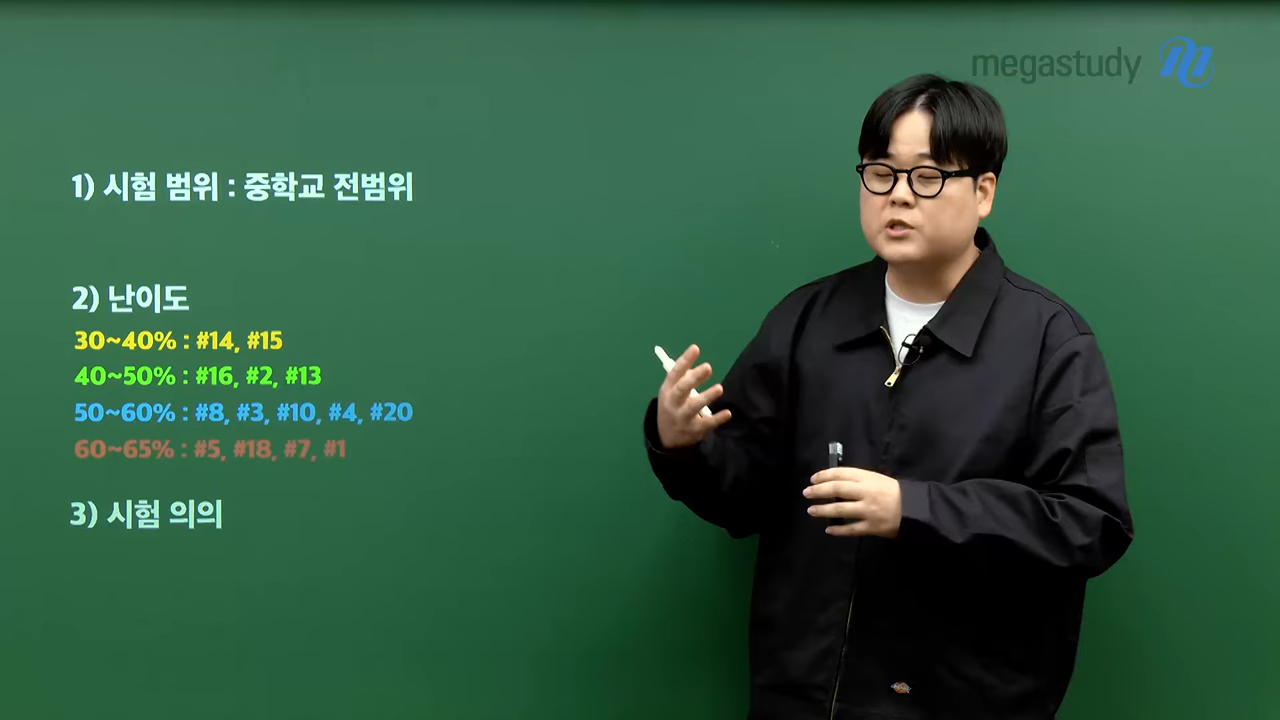 megastudy
1) 시험 범위 : 중학교 전범위
2) 난이도
30~40% : #14, #15
40~50% : #16, #2, #13
50~60% : #8, #3, #10, #4, #20
60~65% : #5, #18, #7, #1
3) 시험 의의